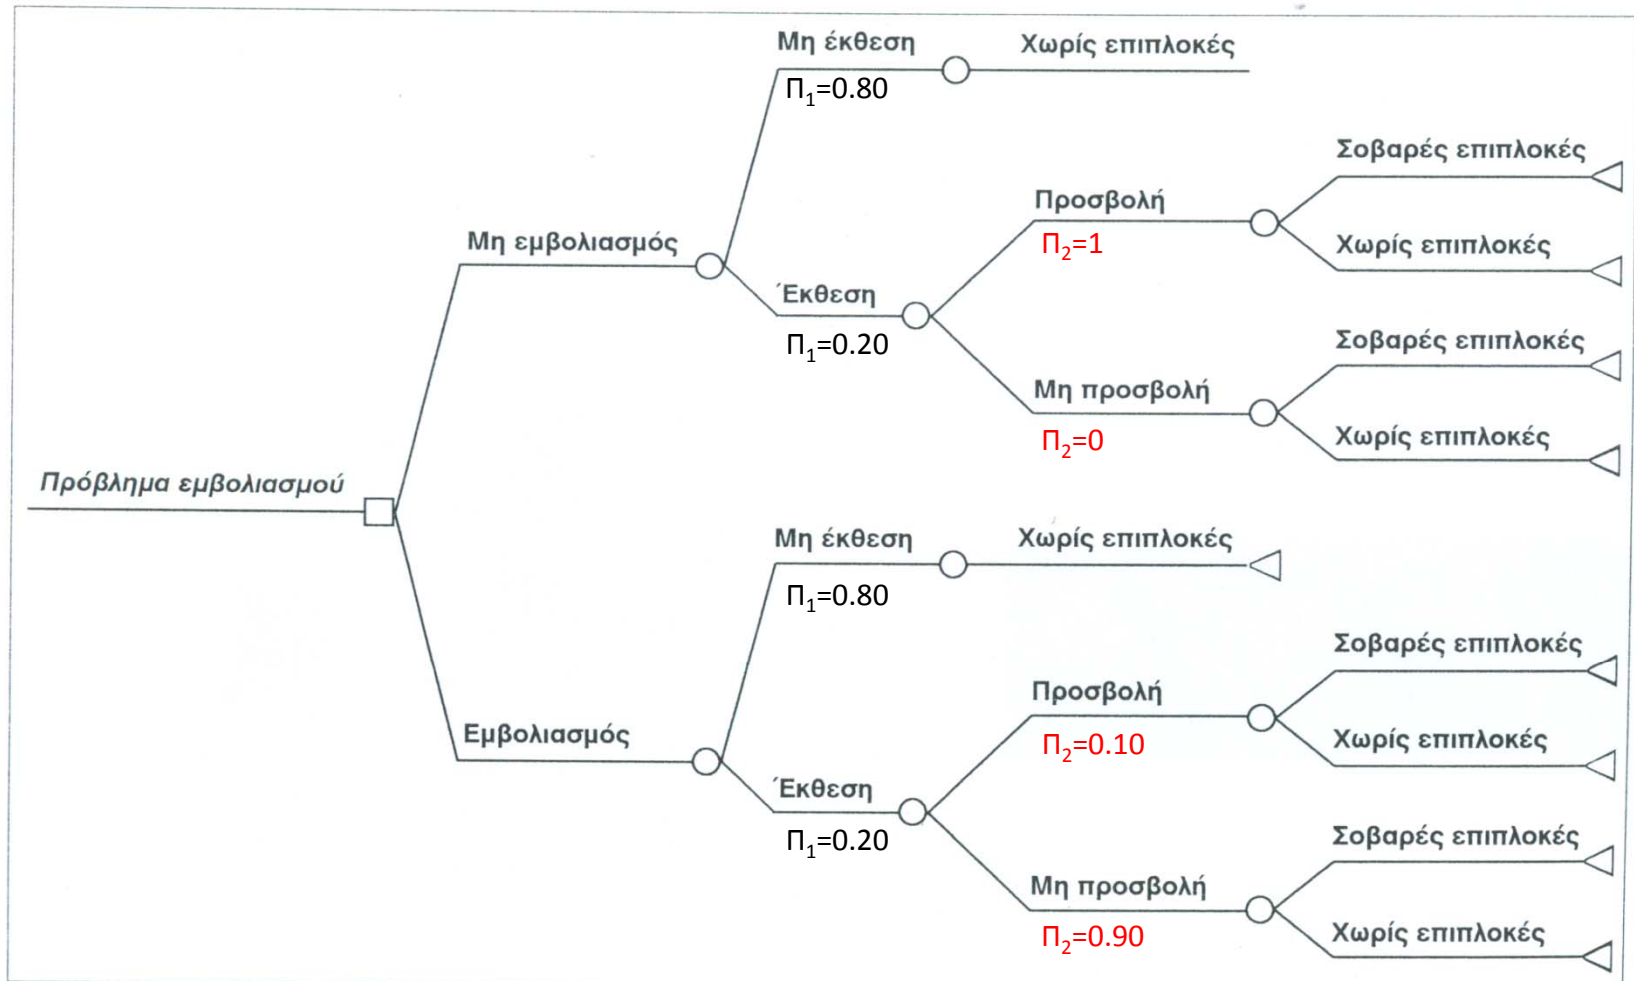 Μη έκθεση
Χωρίς επιπλοκές
Π₁=0.80
Σοβαρές επιπλοκές
Προσβολή
Π₂=1
Χωρίς επιπλοκές
Μη εμβολιασμός
Έκθεση
Π₁=0.20
Σοβαρές επιπλοκές
Μη προσβολή
Π₂=0
Χωρίς επιπλοκές
Πρόβλημα εμβολιασμού
Μη έκθεση
Χωρίς επιπλοκές
Π₁=0.80
Σοβαρές επιπλοκές
Προσβολή
Π₂=0.10
Χωρίς επιπλοκές
Εμβολιασμός
Έκθεση
Π₁=0.20
Σοβαρές επιπλοκές
Μη προσβολή
Π₂=0.90
Χωρίς επιπλοκές